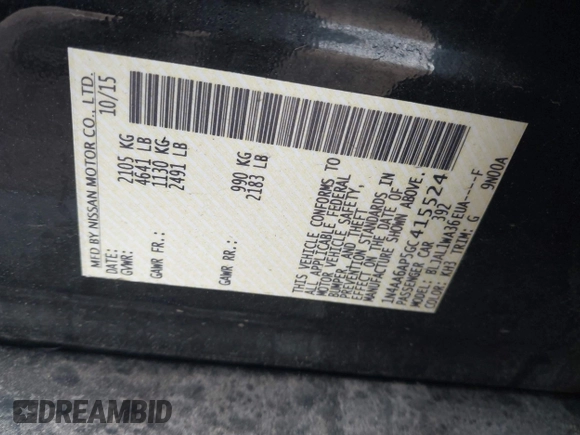 MFD BY NISSAN MOTOR CO., LTD.
DATE: 10/15
GVWR: 2105 KG
4641 LB
GAWR FR.: 1130 KG
2491 LB
GAWR RR.: 990 KG
2183 LB
THIS VEHICLE CONFORMS TO
ALL APPLICABLE FEDERAL
MOTOR VEHICLE SAFETY,
BUMPER, AND THEFT
PREVENTION STANDARDS IN
EFFECT ON THE DATE OF
MANUFACTURE SHOWN ABOVE.
1N4AA6AP5GC415524
PASSENGER CAR 392
MODEL: BLJAL1WA36EUA----F
COLOR: KH3 TRIM: G 9N00A
DREAMBID